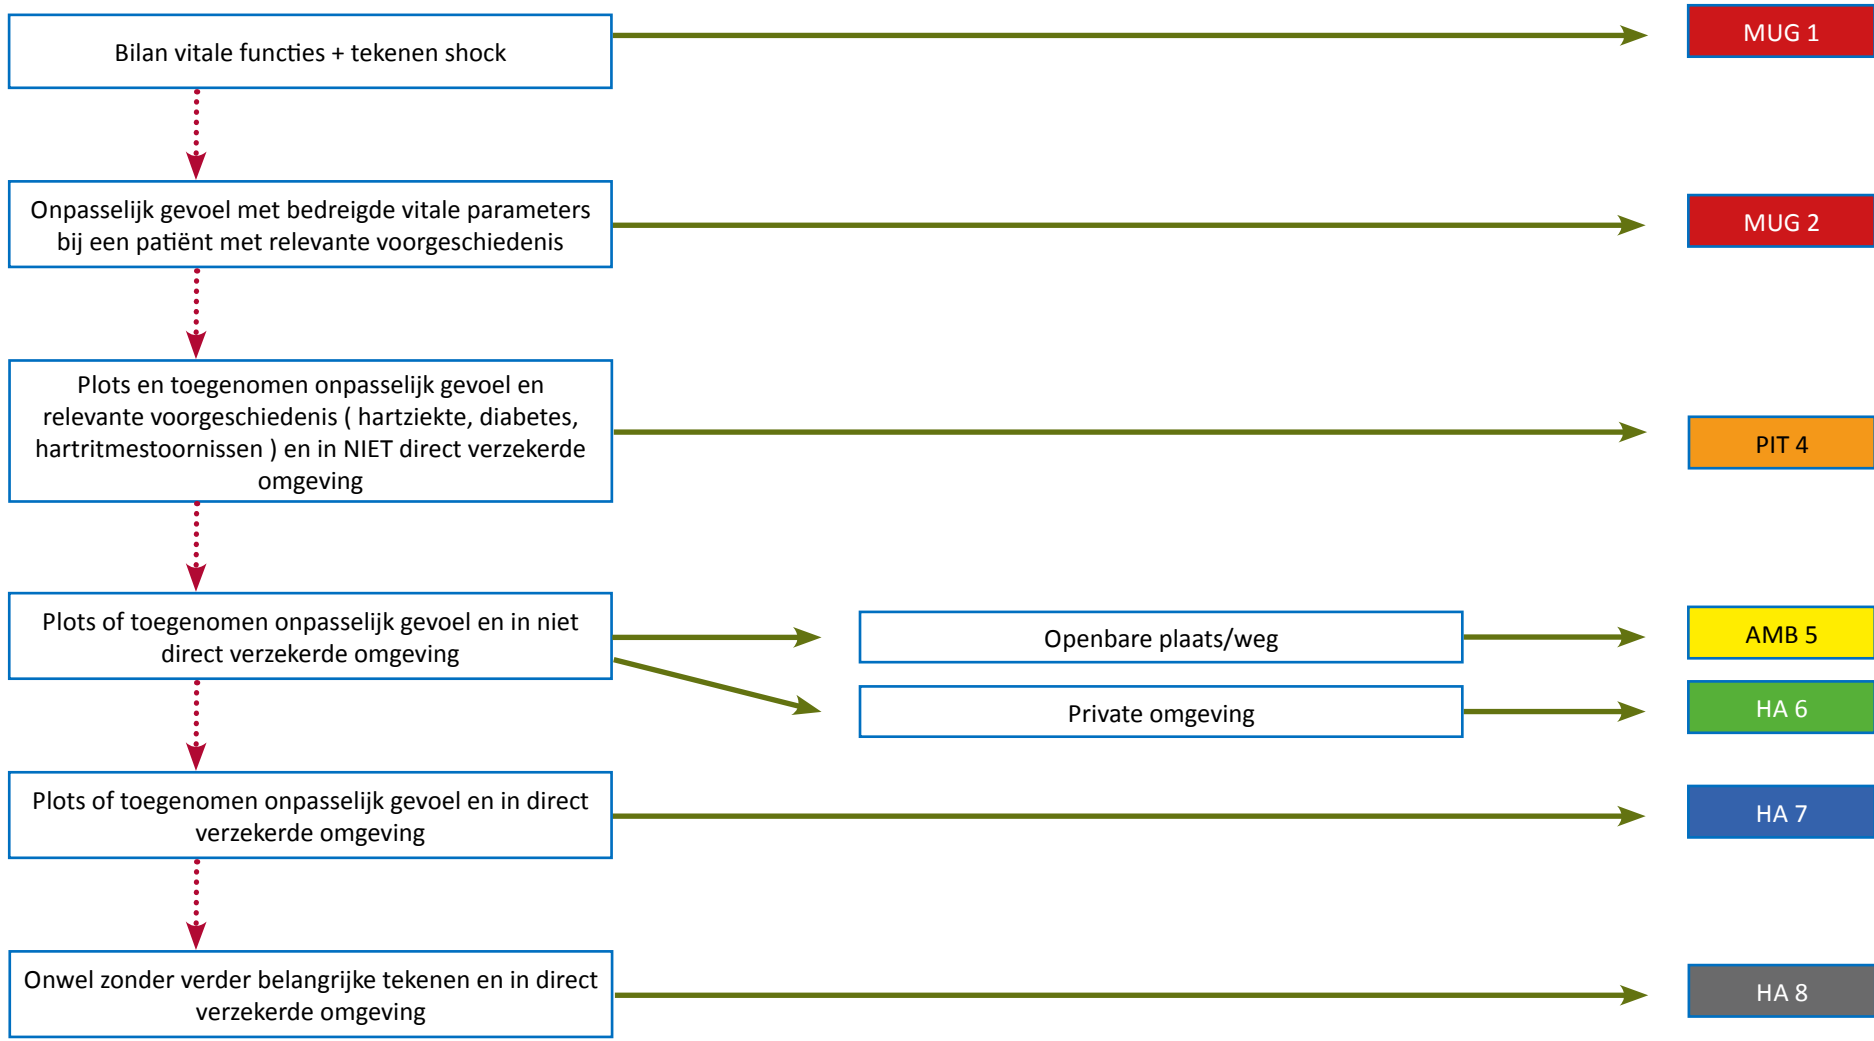 Bilan vitale functies + tekenen shock
MUG 1
Onpasselijk gevoel met bedreigde vitale parameters
bij een patiënt met relevante voorgeschiedenis
MUG 2
Plots en toegenomen onpasselijk gevoel en
relevante voorgeschiedenis ( hartziekte, diabetes,
hartritmestoornissen ) en in NIET direct verzekerde
omgeving
PIT 4
Plots of toegenomen onpasselijk gevoel en in niet
direct verzekerde omgeving
Openbare plaats/weg
AMB 5
Private omgeving
HA 6
Plots of toegenomen onpasselijk gevoel en in direct
verzekerde omgeving
HA 7
Onwel zonder verder belangrijke tekenen en in direct
verzekerde omgeving
HA 8